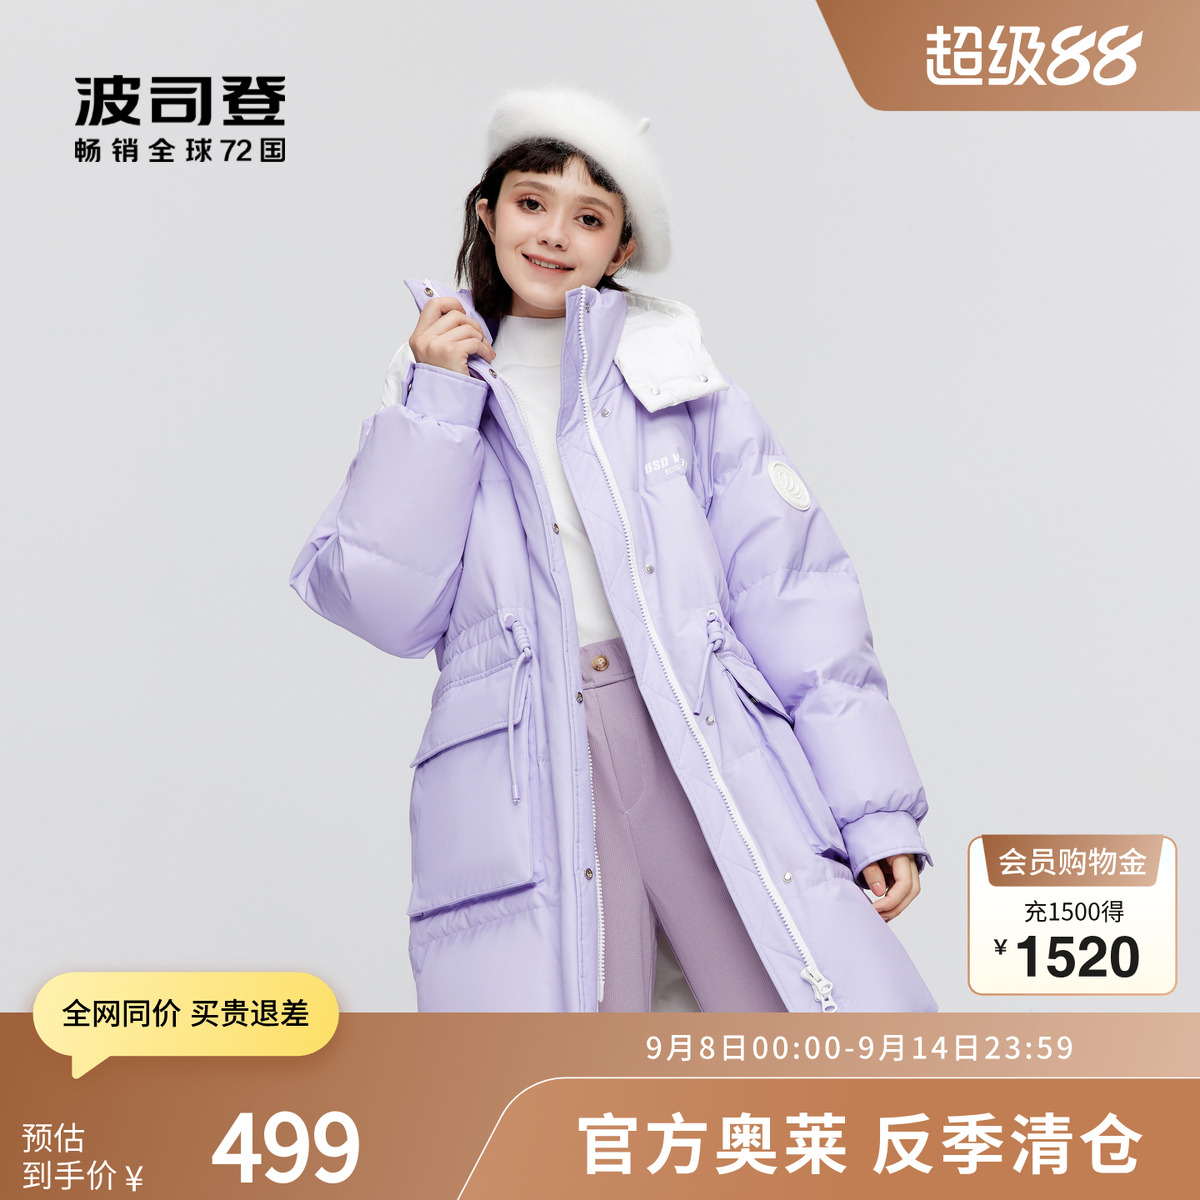 超级88
波司登
畅销全球72国
会员购物金
充1500得
¥1520
全网同价 买贵退差
9月8日00:00-9月14日23:59
预估
到手价¥
499
官方奥莱 反季清仓